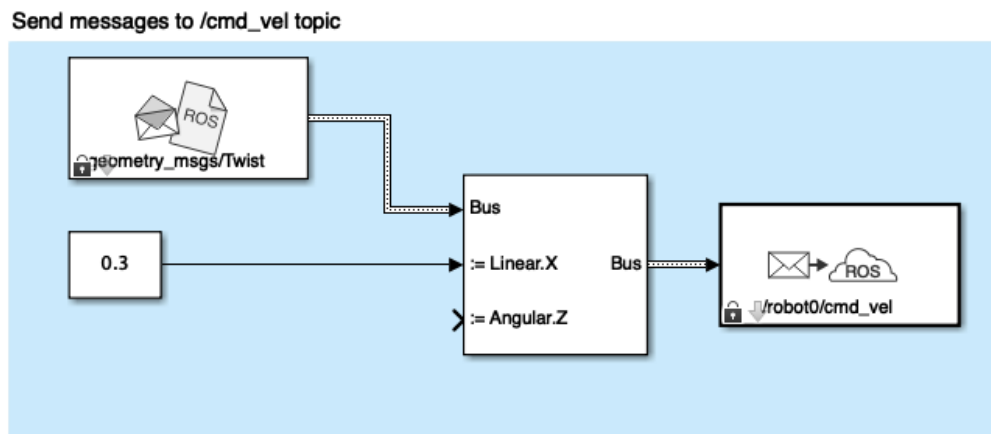 Send messages to /cmd_vel topic
ROS
geometry_msgs/Twist
Bus
0.3
:= Linear.X
Bus
:= Angular.Z
ROS
/robot0/cmd_vel